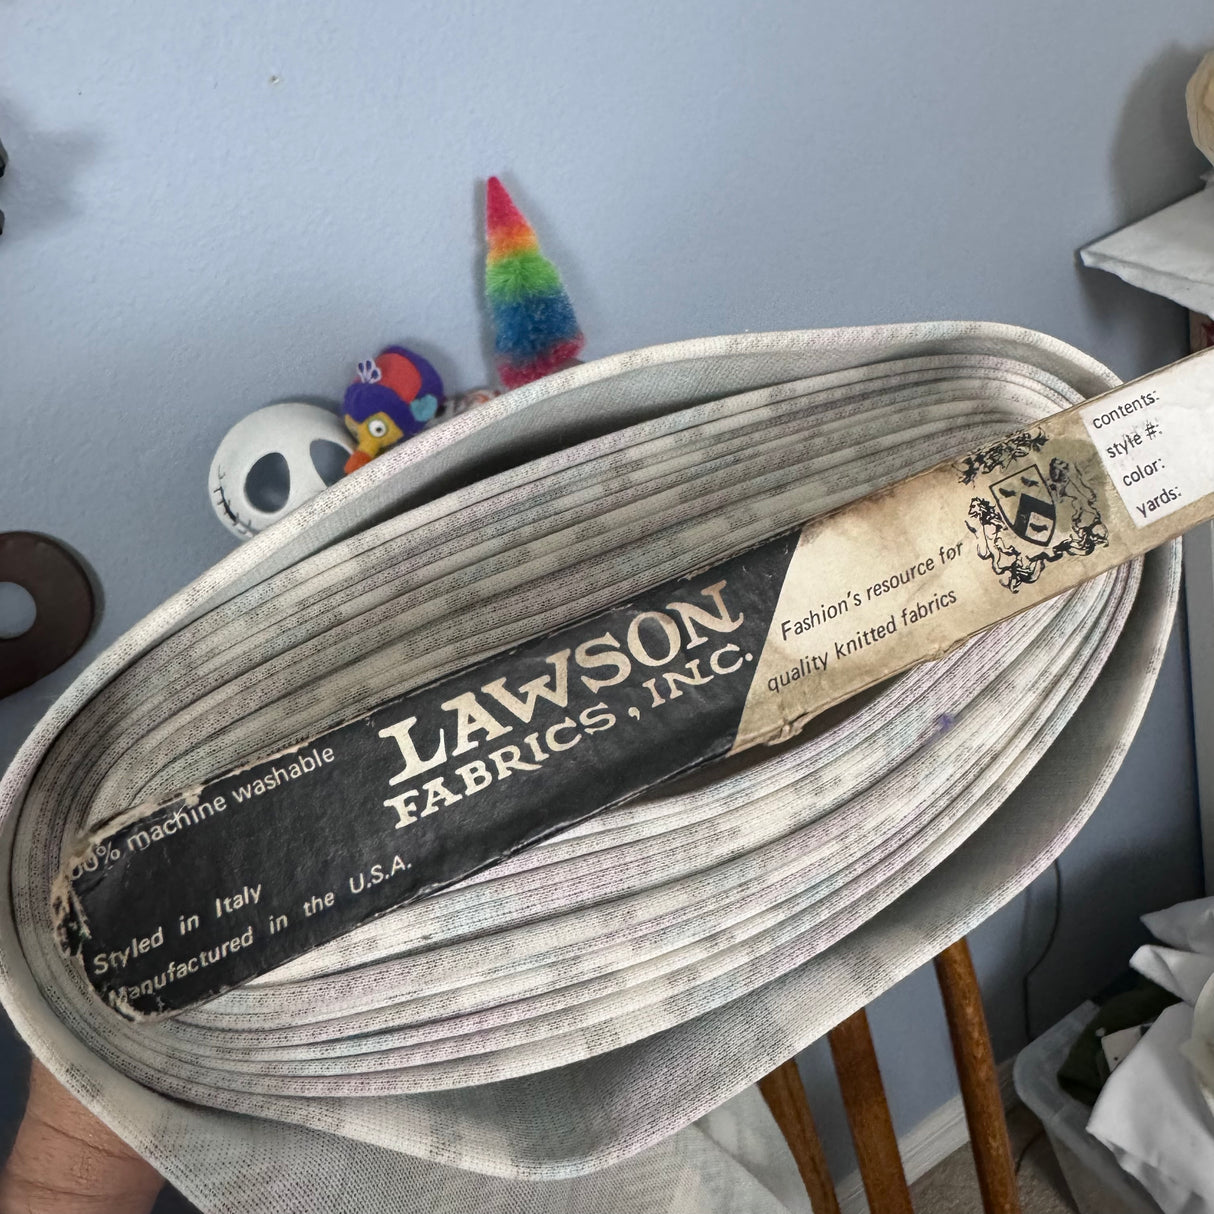 100% machine washable
Styled in Italy
Manufactured in the U.S.A.
LAWSON
FABRICS, INC.
Fashion's resource for
quality knitted fabrics
contents:
style #:
color:
yards: